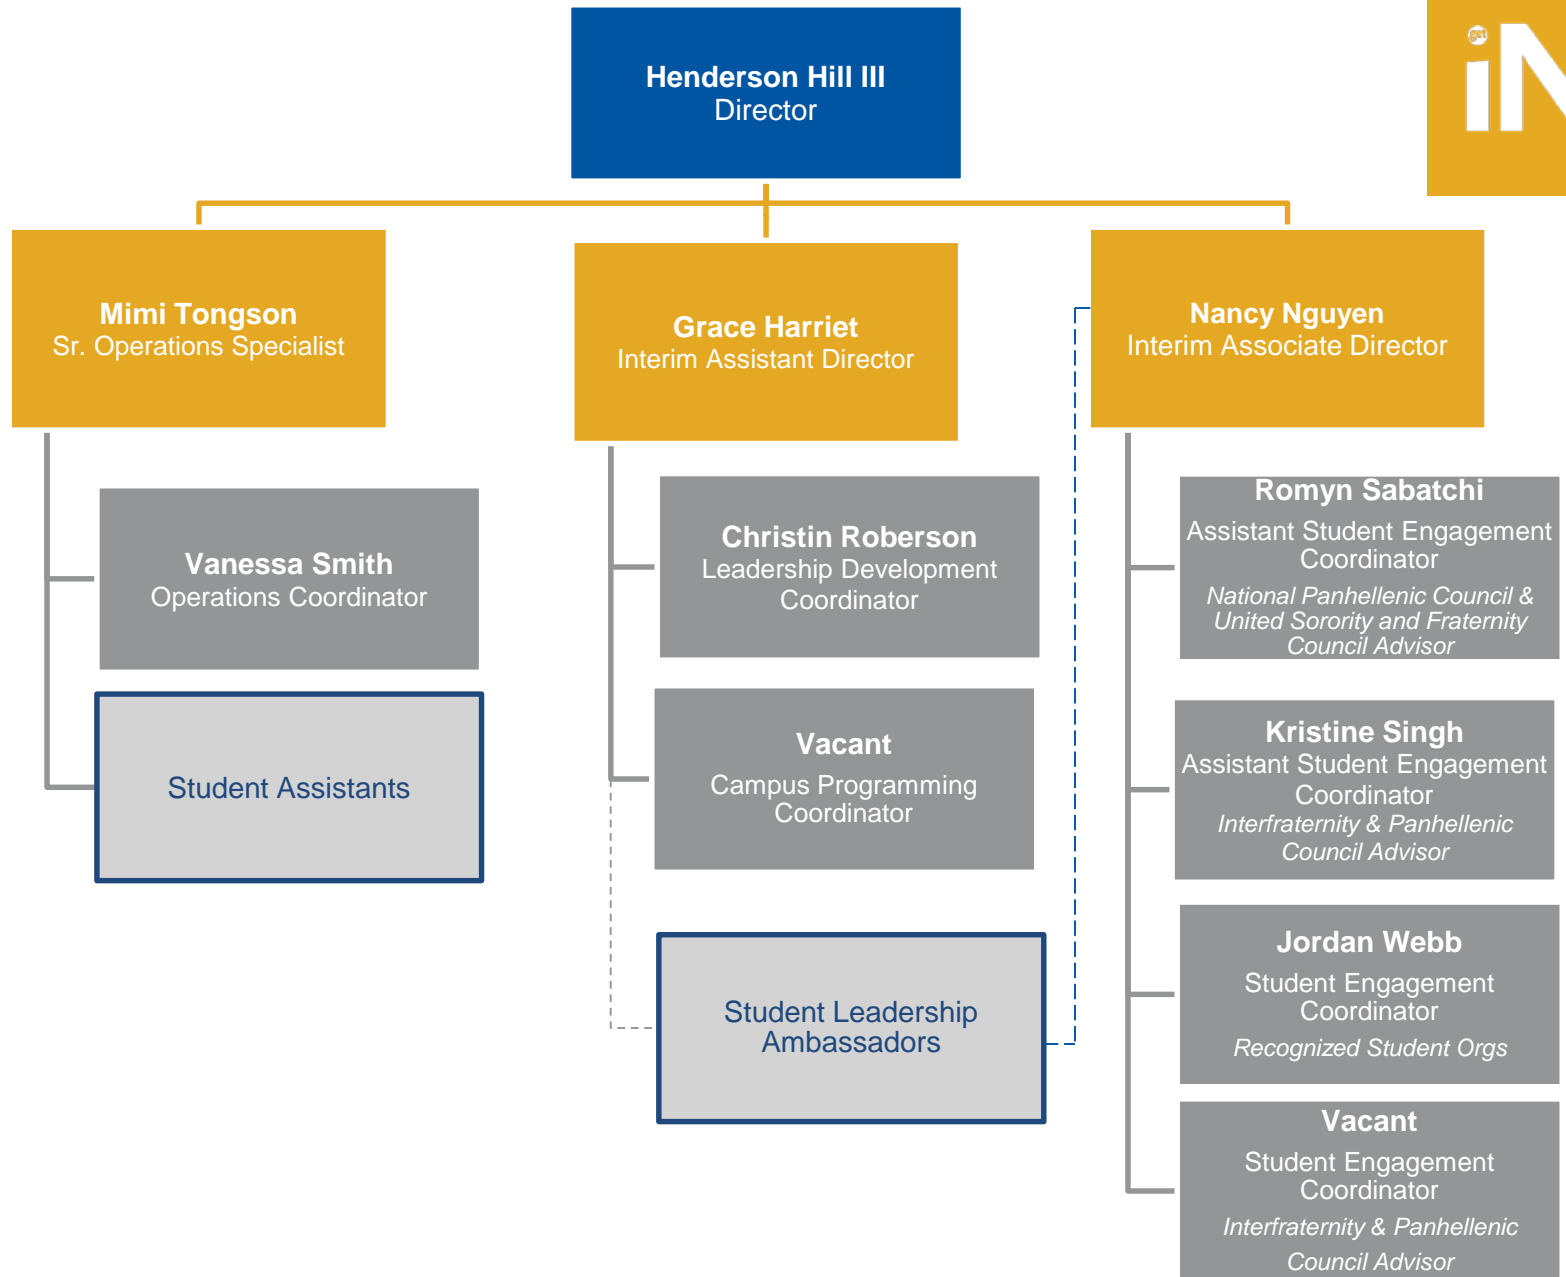 Henderson Hill III
Director
get
iN
Mimi Tongson
Sr. Operations Specialist
Grace Harriet
Interim Assistant Director
Nancy Nguyen
Interim Associate Director
Vanessa Smith
Operations Coordinator
Student Assistants
Christin Roberson
Leadership Development
Coordinator
Vacant
Campus Programming
Coordinator
Student Leadership
Ambassadors
Romyn Sabatchi
Assistant Student Engagement
Coordinator
National Panhellenic Council &
United Sorority and Fraternity
Council Advisor
Kristine Singh
Assistant Student Engagement
Coordinator
Interfraternity & Panhellenic
Council Advisor
Jordan Webb
Student Engagement
Coordinator
Recognized Student Orgs
Vacant
Student Engagement
Coordinator
Interfraternity & Panhellenic
Council Advisor